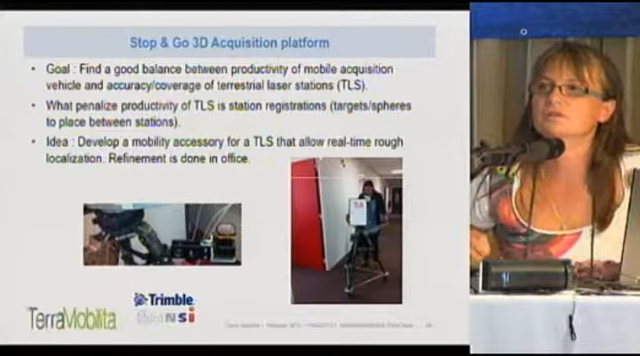 Stop & Go 3D Acquisition platform
• Goal : Find a good balance between productivity of mobile acquisition
vehicle and accuracy/coverage of terrestrial laser stations (TLS).
• What penalize productivity of TLS is station registrations (targets/spheres
to place between stations).
• Idea : Develop a mobility accessory for a TLS that allow real-time rough
localization. Refinement is done in office.
Trimble
TerraMobilita
NSi